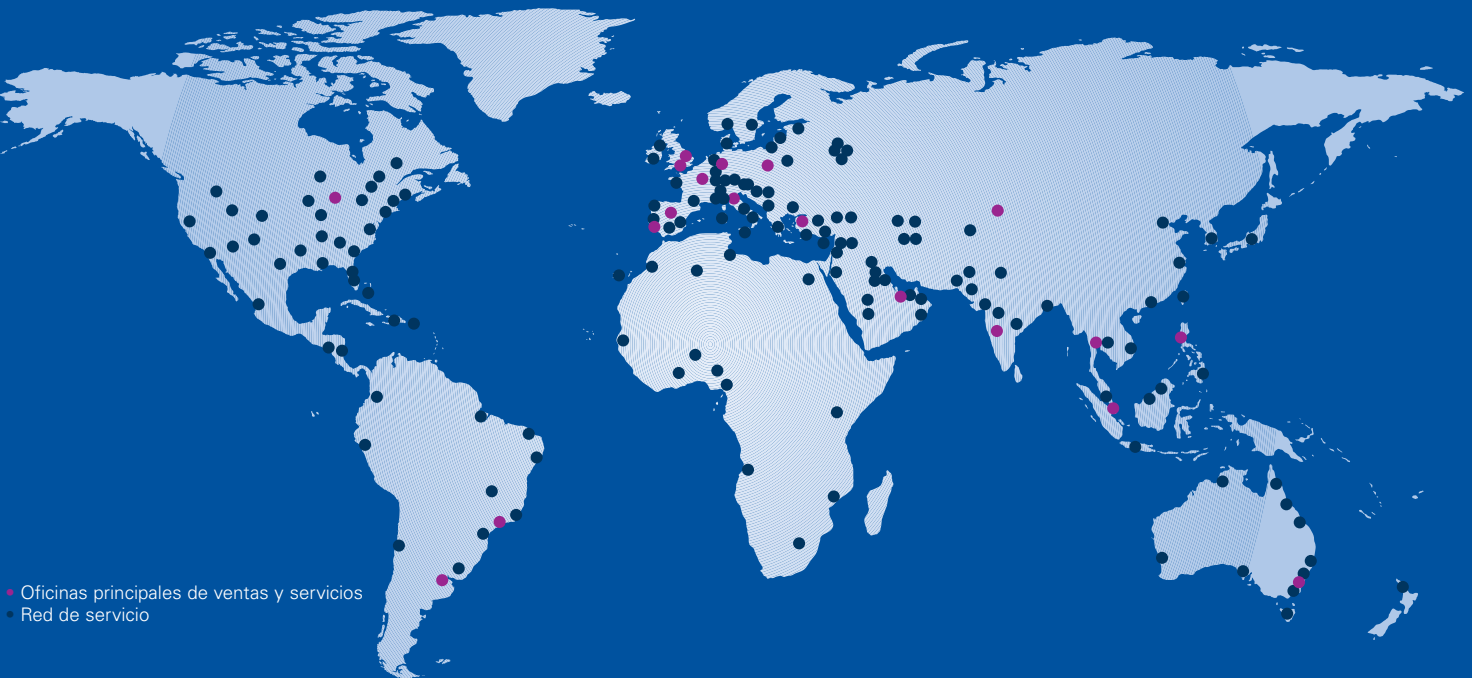 Oficinas principales de ventas y servicios
Red de servicio